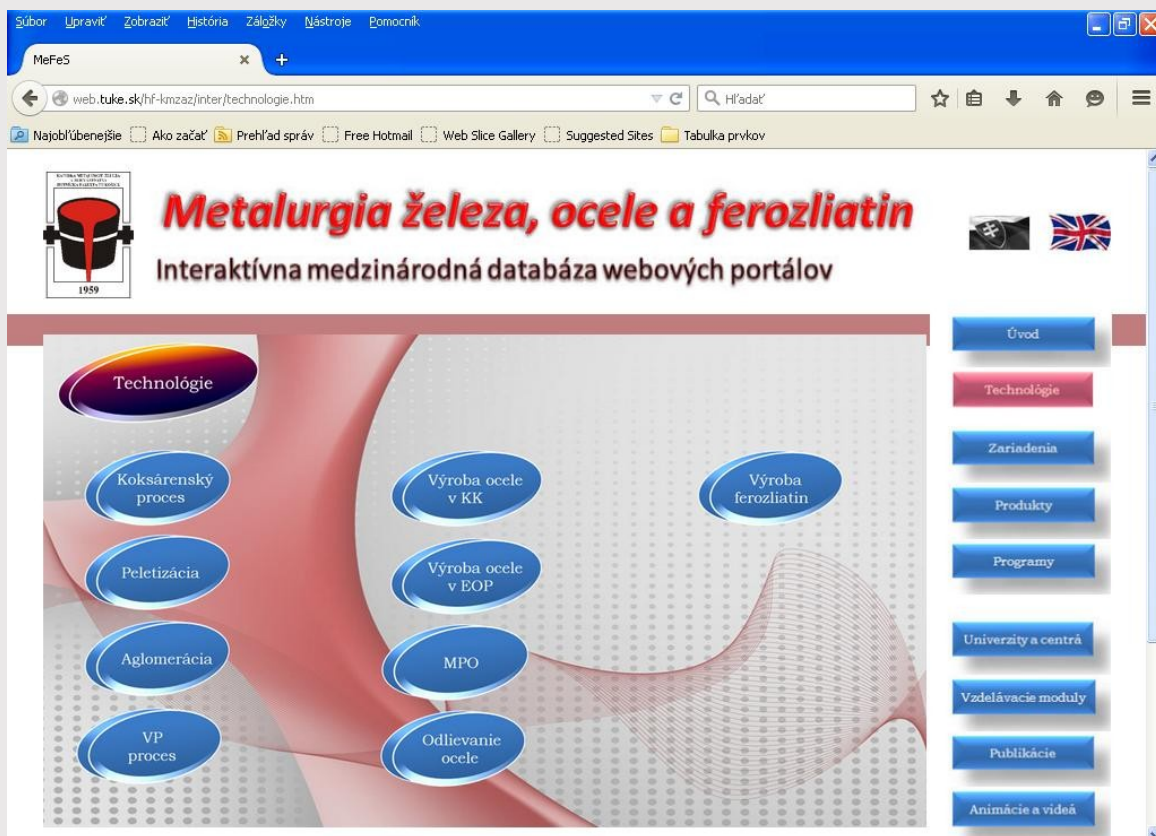 Súbor Upraviť Zobraziť História Záložky Nástroje Pomocník
MeFeS
web.tuke.sk/hf-kmzaz/inter/technologie.htm
Hľadať
Najobľúbenejšie Ako začať Prehľad správ Free Hotmail Web Slice Gallery Suggested Sites Tabulka prvkov
1959
Metalurgia železa, ocele a ferozliatin
Interaktívna medzinárodná databáza webových portálov
Technológie
Koksárenský
proces
Peletizácia
Aglomerácia
VP
proces
Výroba ocele
v KK
Výroba ocele
v EOP
MPO
Odlievanie
ocele
Výroba
ferozliatin
Úvod
Technológie
Zariadenia
Produkty
Programy
Univerzity a centrá
Vzdelávacie moduly
Publikácie
Animácie a videá